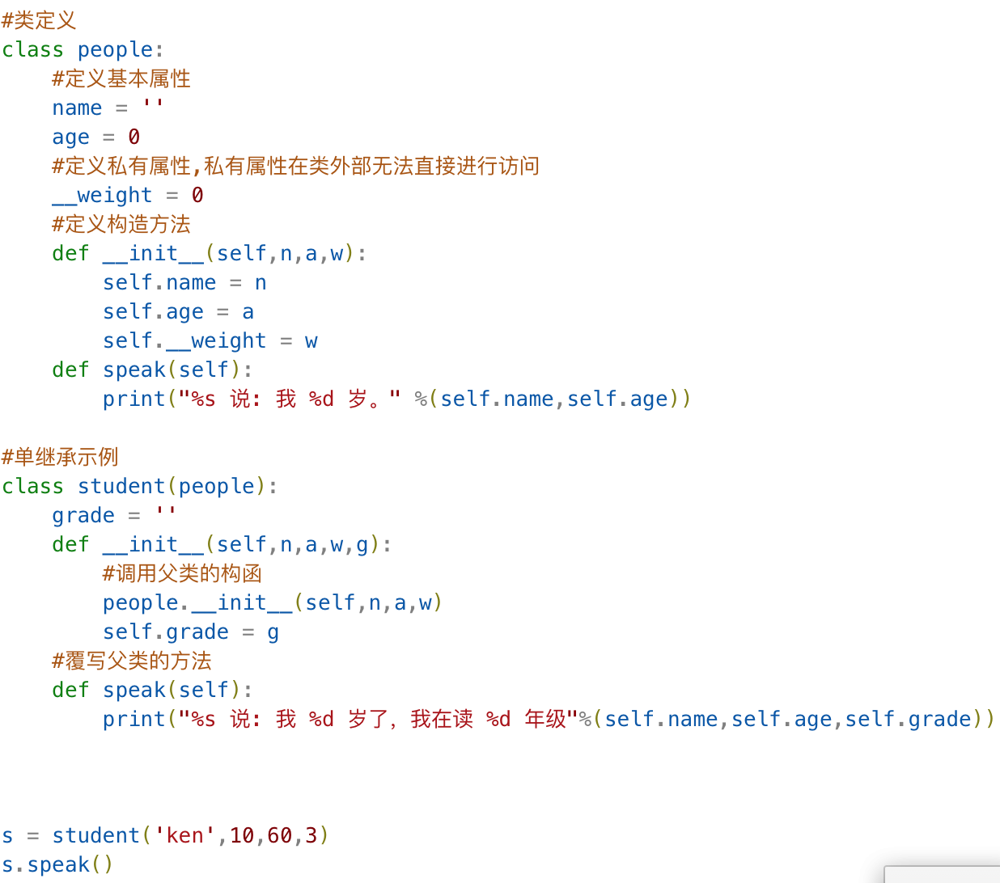 #类定义
class people:
    #定义基本属性
    name = ''
    age = 0
    #定义私有属性,私有属性在类外部无法直接进行访问
    __weight = 0
    #定义构造方法
    def __init__(self,n,a,w):
        self.name = n
        self.age = a
        self.__weight = w
    def speak(self):
        print("%s 说: 我 %d 岁。" %(self.name,self.age))

#单继承示例
class student(people):
    grade = ''
    def __init__(self,n,a,w,g):
        #调用父类的构函
        people.__init__(self,n,a,w)
        self.grade = g
    #覆写父类的方法
    def speak(self):
        print("%s 说: 我 %d 岁了，我在读 %d 年级"%(self.name,self.age,self.grade))

s = student('ken',10,60,3)
s.speak()